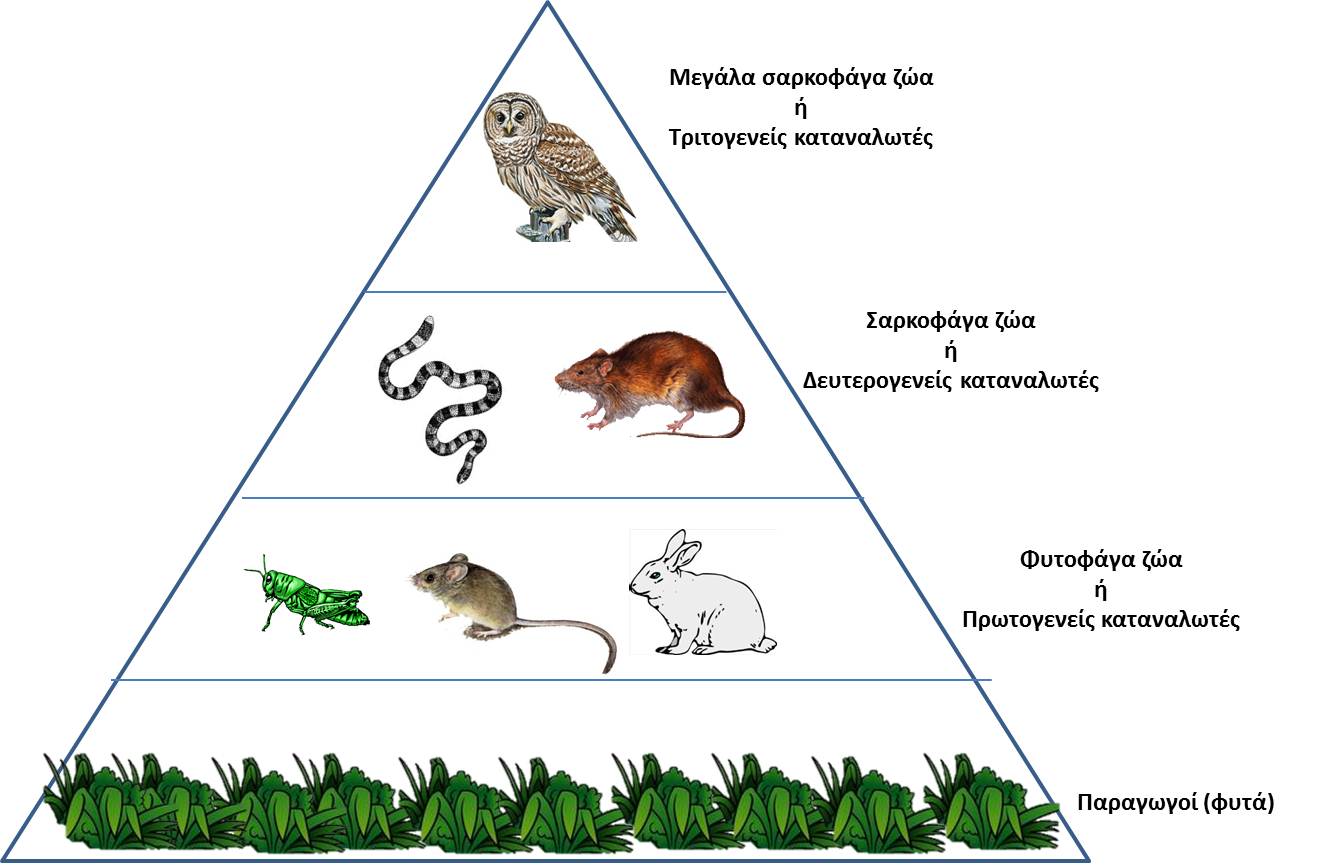 Μεγάλα σαρκοφάγα ζώα
ή
Τριτογενείς καταναλωτές
Σαρκοφάγα ζώα
ή
Δευτερογενείς καταναλωτές
Φυτοφάγα ζώα
ή
Πρωτογενείς καταναλωτές
Παραγωγοί (φυτά)